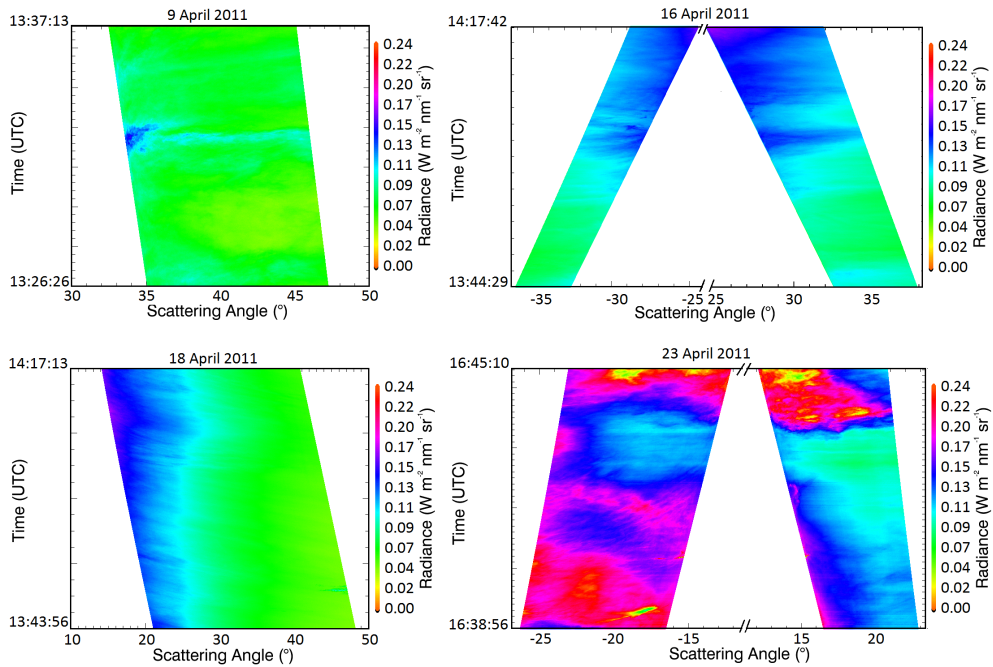 9 April 2011
13:37:13
Time (UTC)
13:26:26
30 35 40 45 50
Scattering Angle (°)
0.24
0.22
0.20
0.17
0.15
0.13
0.11
0.09
0.07
0.04
0.02
0.00
Radiance (W m⁻² nm⁻¹ sr⁻¹)
16 April 2011
14:17:42
Time (UTC)
13:44:29
-35 -30 -25 25 30 35
Scattering Angle (°)
0.24
0.22
0.20
0.17
0.15
0.13
0.11
0.09
0.07
0.04
0.02
0.00
Radiance (W m⁻² nm⁻¹ sr⁻¹)
18 April 2011
14:17:13
Time (UTC)
13:43:56
10 20 30 40 50
Scattering Angle (°)
0.24
0.22
0.20
0.17
0.15
0.13
0.11
0.09
0.07
0.04
0.02
0.00
Radiance (W m⁻² nm⁻¹ sr⁻¹)
23 April 2011
16:45:10
Time (UTC)
16:38:56
-25 -20 -15 15 20
Scattering Angle (°)
0.24
0.22
0.20
0.17
0.15
0.13
0.11
0.09
0.07
0.04
0.02
0.00
Radiance (W m⁻² nm⁻¹ sr⁻¹)